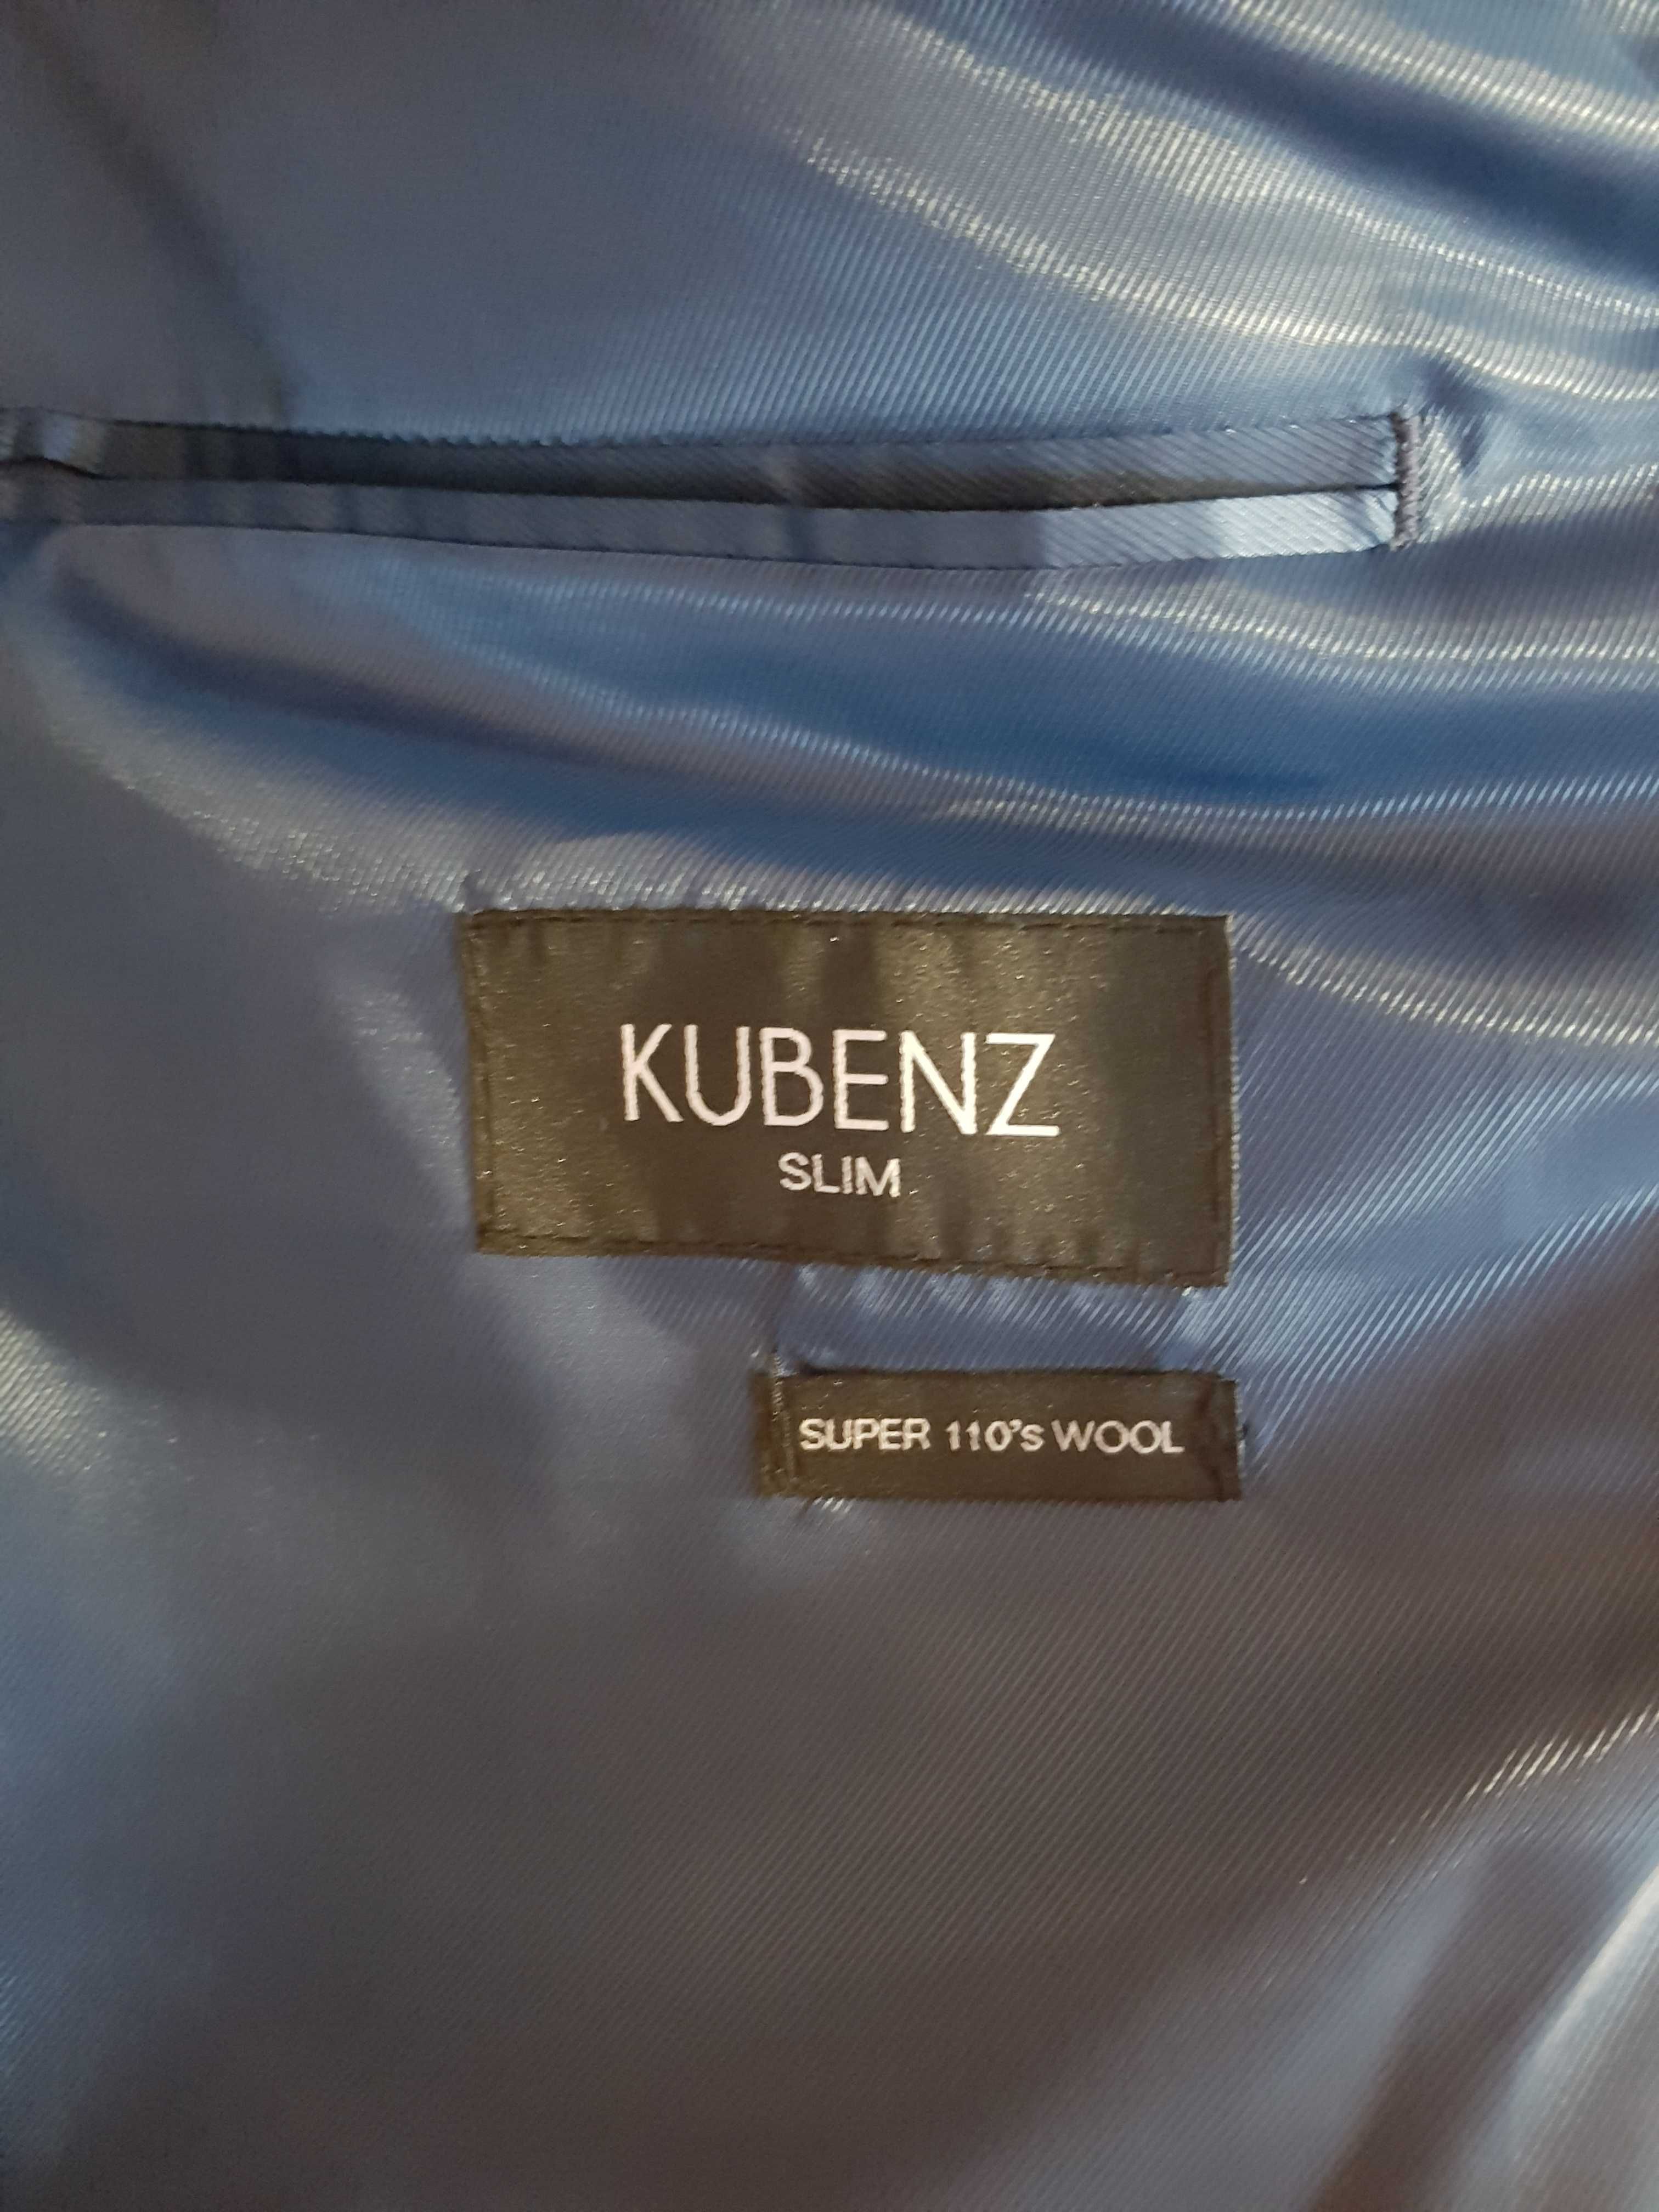 KUBENZ
SLIM
SUPER 110's WOOL